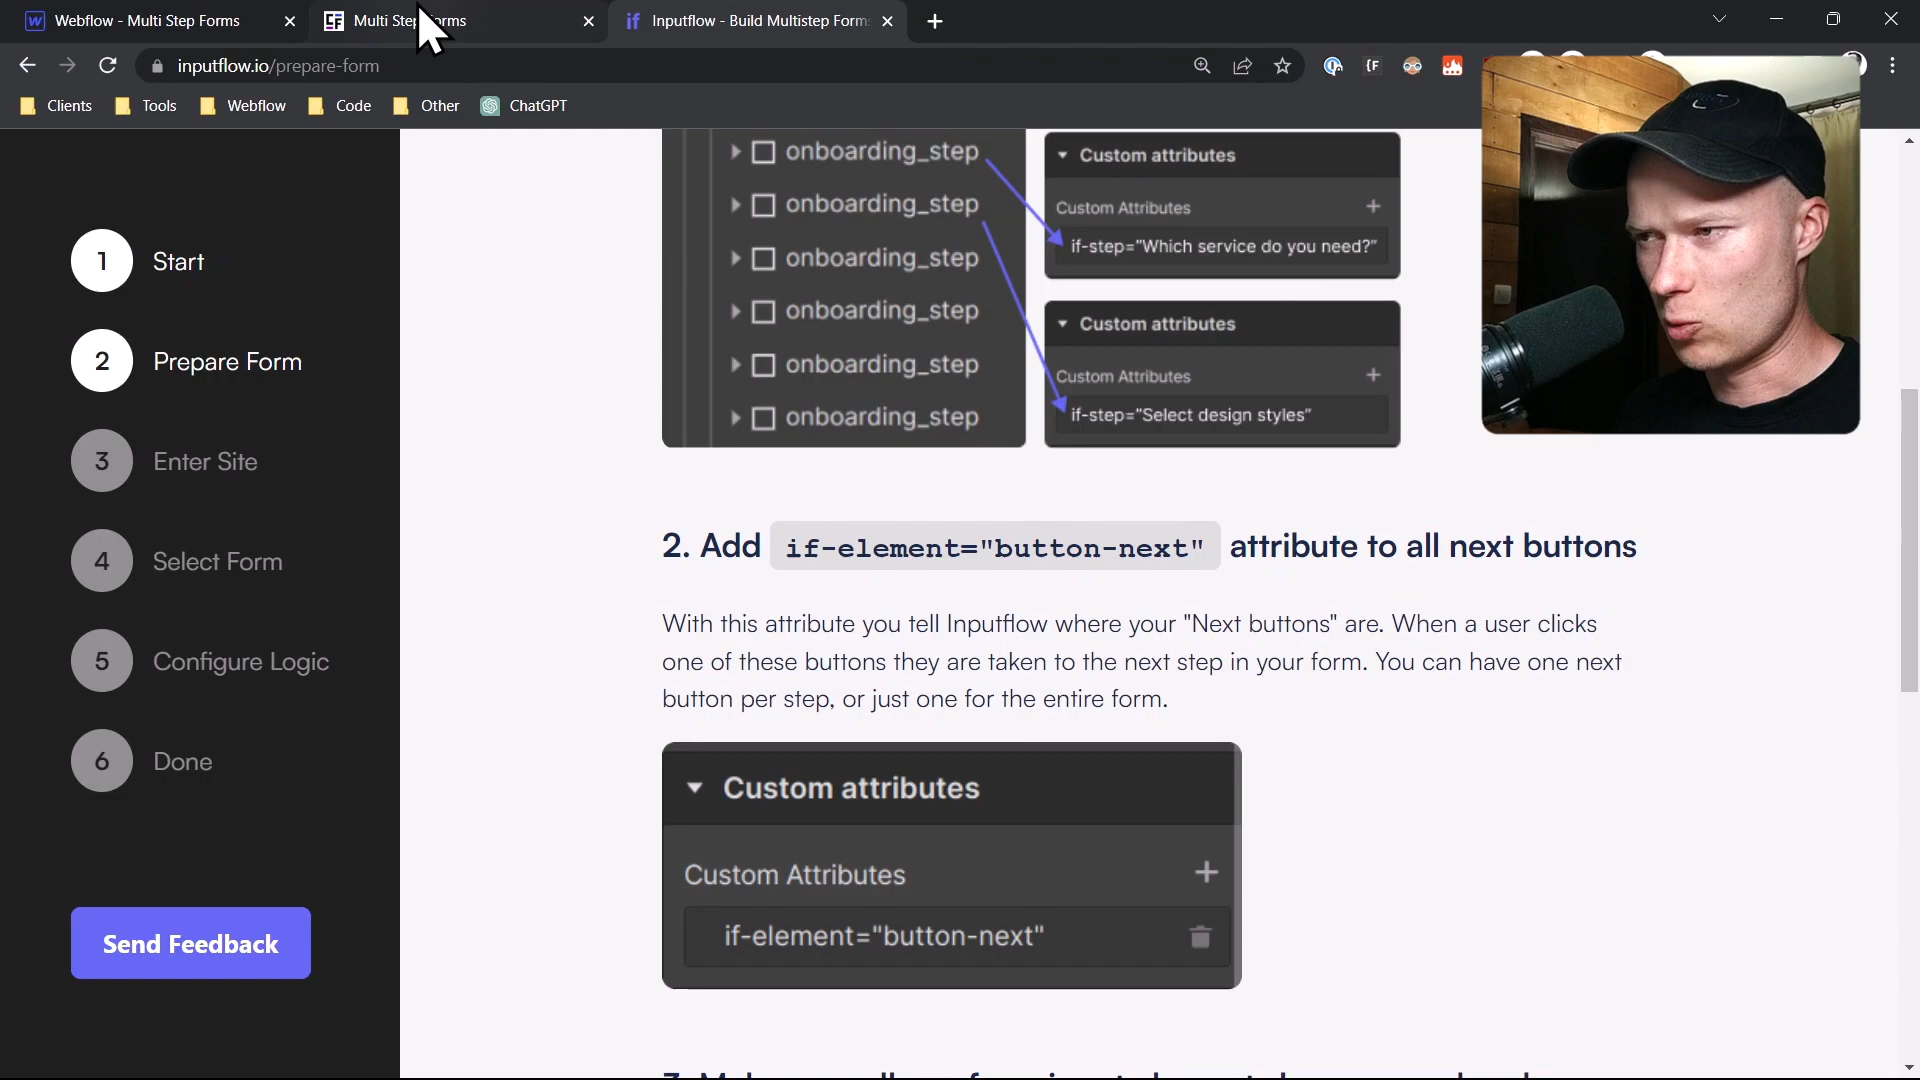 Webflow - Multi Step Forms
Multi Step Forms
Inputflow - Build Multistep Form
inputflow.io/prepare-form
Clients
Tools
Webflow
Code
Other
ChatGPT
1 Start
2 Prepare Form
3 Enter Site
4 Select Form
5 Configure Logic
6 Done
Send Feedback
onboarding_step
onboarding_step
onboarding_step
onboarding_step
onboarding_step
onboarding_step
Custom attributes
Custom Attributes
if-step="Which service do you need?"
Custom attributes
Custom Attributes
if-step="Select design styles"
2. Add if-element="button-next" attribute to all next buttons
With this attribute you tell Inputflow where your "Next buttons" are. When a user clicks
one of these buttons they are taken to the next step in your form. You can have one next
button per step, or just one for the entire form.
Custom attributes
Custom Attributes
if-element="button-next"